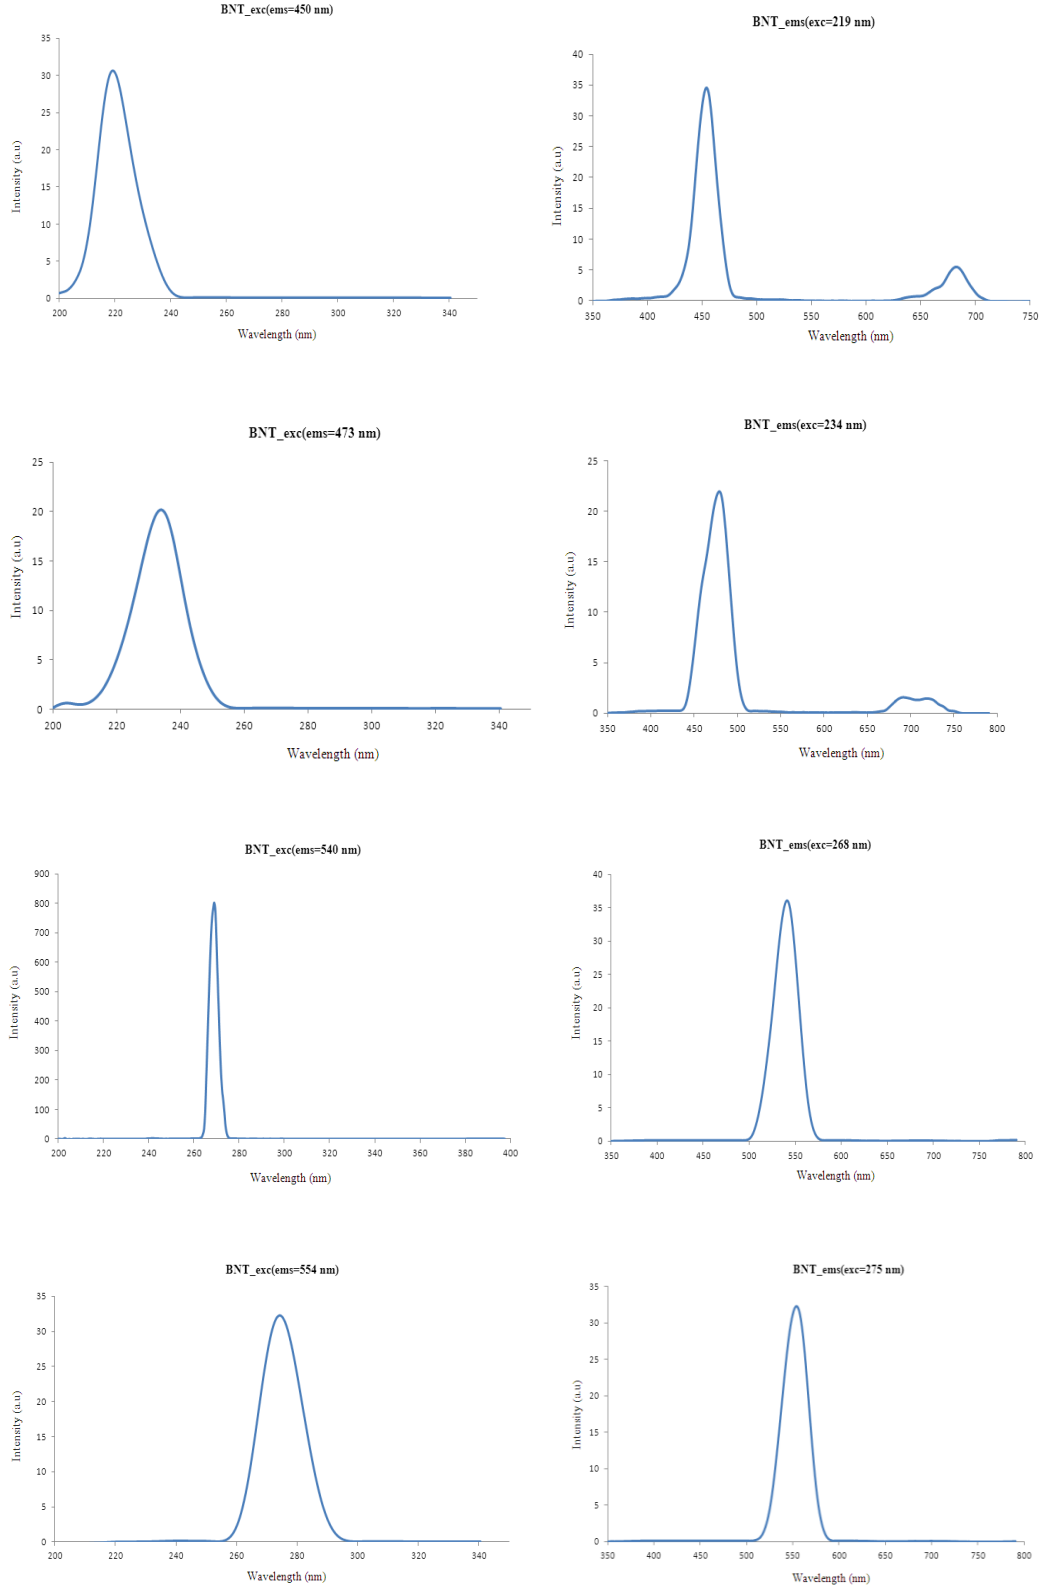 BNT_exc(ems=450 nm)
35
30
25
20
15
10
5
0
Intensity (a.u)
200 220 240 260 280 300 320 340
Wavelength (nm)
BNT_ems(exc=219 nm)
40
35
30
25
20
15
10
5
0
Intensity (a.u)
350 400 450 500 550 600 650 700 750
Wavelength (nm)
BNT_exc(ems=473 nm)
25
20
15
10
5
0
Intensity (a.u)
200 220 240 260 280 300 320 340
Wavelength (nm)
BNT_ems(exc=234 nm)
25
20
15
10
5
0
Intensity (a.u)
350 400 450 500 550 600 650 700 750 800
Wavelength (nm)
BNT_exc(ems=540 nm)
900
800
700
600
500
400
300
200
100
0
Intensity (a.u)
200 220 240 260 280 300 320 340 360 380 400
Wavelength (nm)
BNT_ems(exc=268 nm)
40
35
30
25
20
15
10
5
0
Intensity (a.u)
350 400 450 500 550 600 650 700 750 800
Wavelength (nm)
BNT_exc(ems=554 nm)
35
30
25
20
15
10
5
0
Intensity (a.u)
200 220 240 260 280 300 320 340
Wavelength (nm)
BNT_ems(exc=275 nm)
35
30
25
20
15
10
5
0
Intensity (a.u)
350 400 450 500 550 600 650 700 750 800
Wavelength (nm)